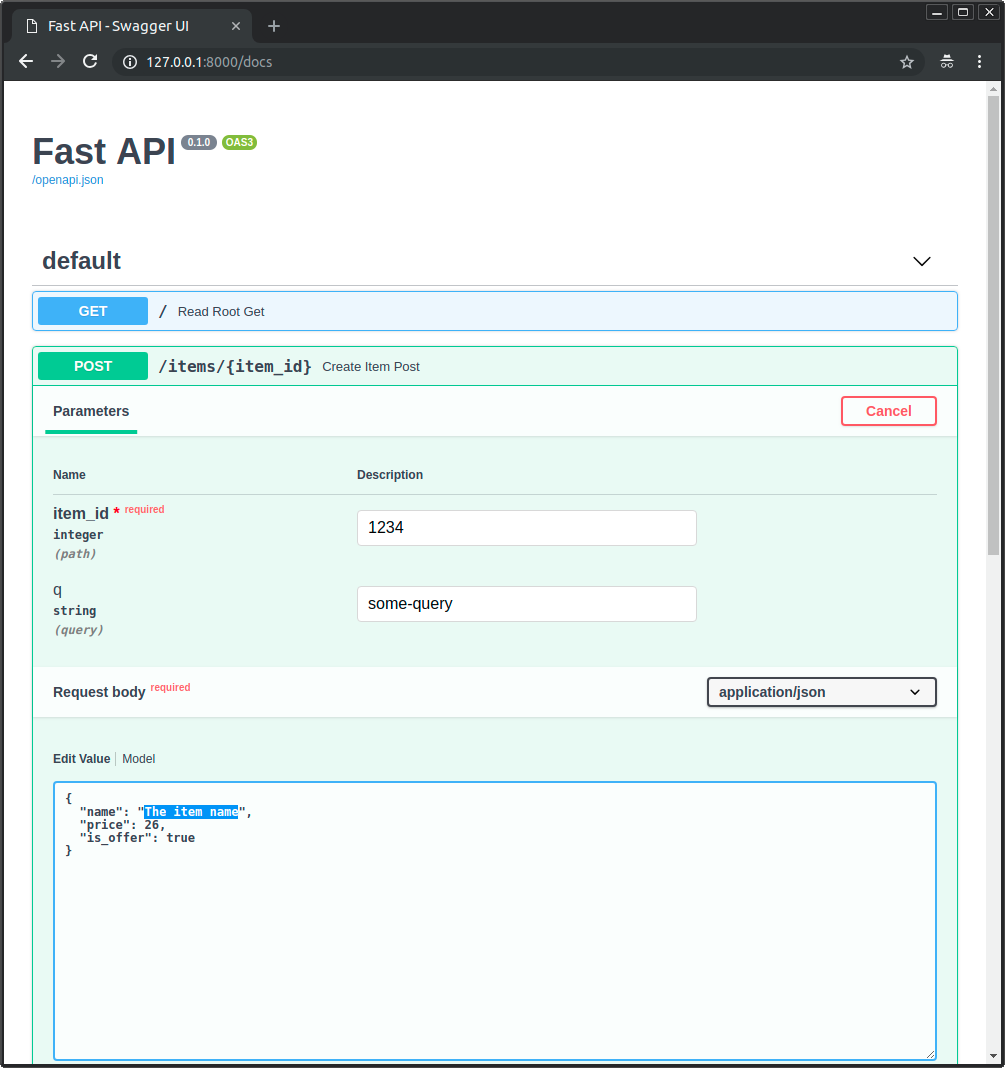 Fast API - Swagger UI
127.0.0.1:8000/docs
Fast API 0.1.0 OAS3
/openapi.json
default
GET / Read Root Get
POST /items/{item_id} Create Item Post
Parameters Cancel
Name Description
item_id * required
integer
(path)
1234
q
string
(query)
some-query
Request body required application/json
Edit Value Model
{
  "name": "The item name",
  "price": 26,
  "is_offer": true
}